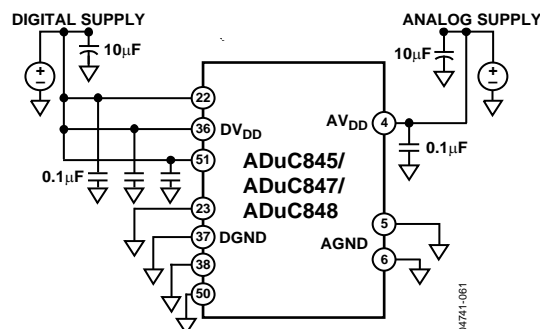 DIGITAL SUPPLY
ANALOG SUPPLY
10µF
10µF
+
–
+
–
22
36
DVDD
51
4
AVDD
0.1µF
0.1µF
ADuC845/
ADuC847/
ADuC848
23
37
DGND
38
50
5
AGND
6
04741-061